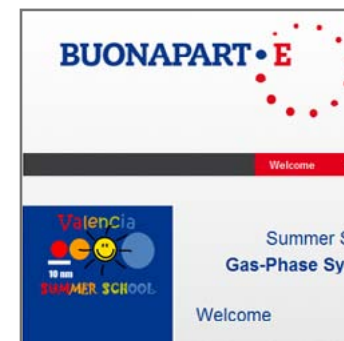 BUONAPART•E
Welcome
Valencia
10 nm
SUMMER SCHOOL
Summer S
Gas-Phase Sy
Welcome